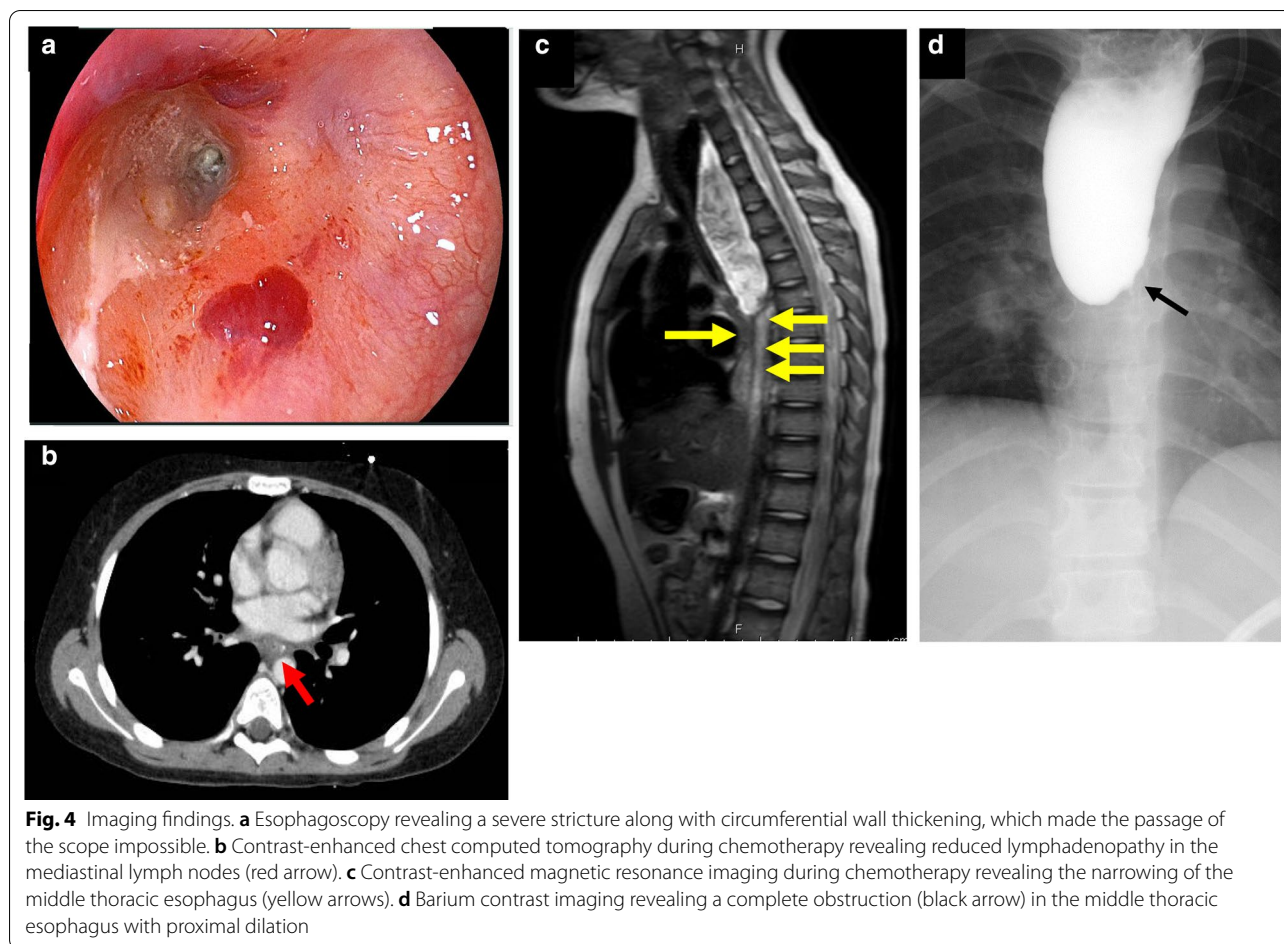 a
c
H
d
b
F
cm
Fig. 4 Imaging findings. a Esophagoscopy revealing a severe stricture along with circumferential wall thickening, which made the passage of
the scope impossible. b Contrast-enhanced chest computed tomography during chemotherapy revealing reduced lymphadenopathy in the
mediastinal lymph nodes (red arrow). c Contrast-enhanced magnetic resonance imaging during chemotherapy revealing the narrowing of the
middle thoracic esophagus (yellow arrows). d Barium contrast imaging revealing a complete obstruction (black arrow) in the middle thoracic
esophagus with proximal dilation